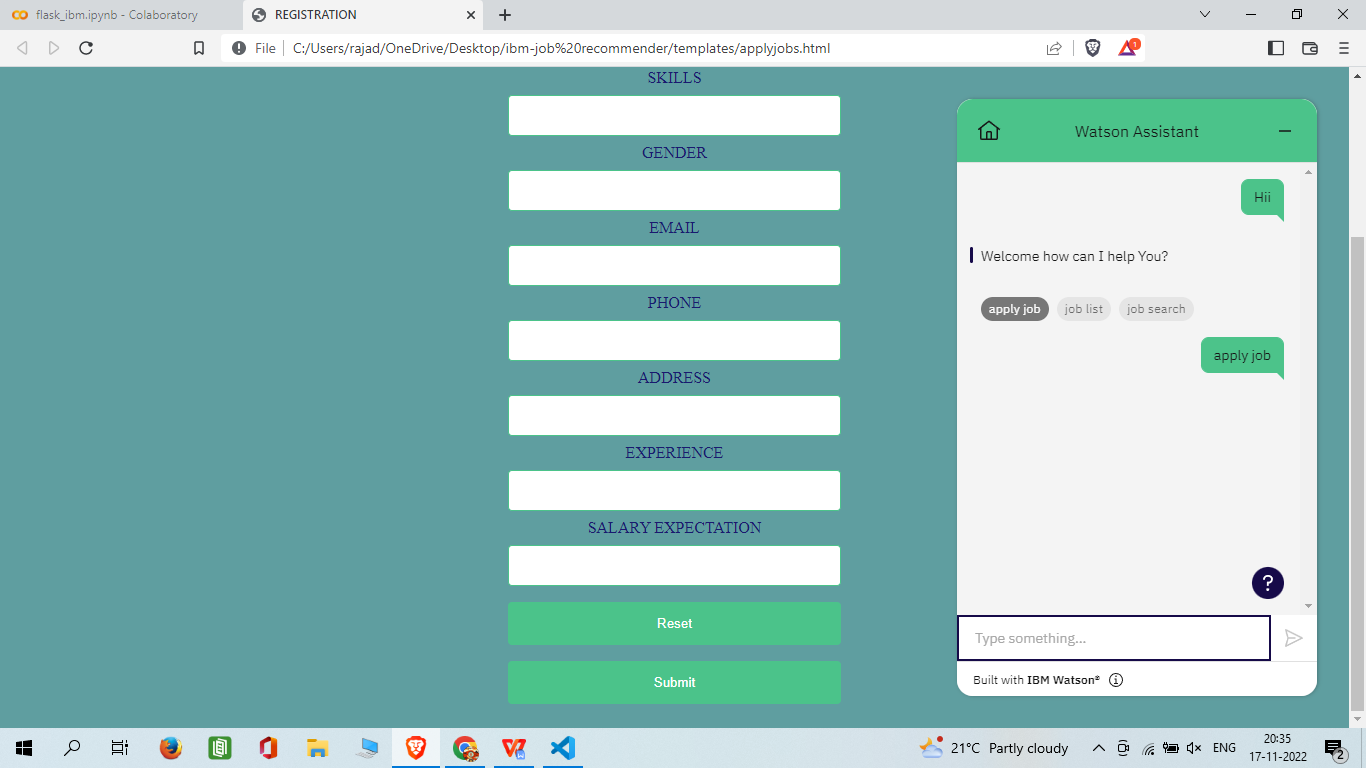 flask_ibm.ipynb - Colaboratory
REGISTRATION
File
C:/Users/rajad/OneDrive/Desktop/ibm-job%20recommender/templates/applyjobs.html
1
SKILLS
GENDER
EMAIL
PHONE
ADDRESS
EXPERIENCE
SALARY EXPECTATION
Reset
Submit
Watson Assistant
Hii
Welcome how can I help You?
apply job
job list
job search
apply job
?
Type something...
Built with IBM Watson®
21°C Partly cloudy
ENG
20:35
17-11-2022
2